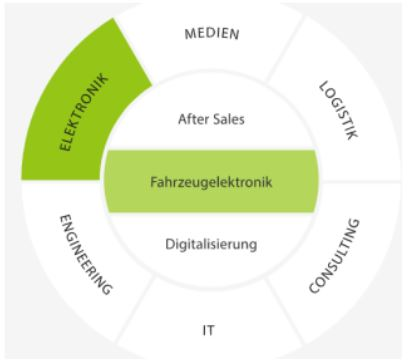 MEDIEN
ELEKTRONIK
LOGISTIK
After Sales
Fahrzeugelektronik
Digitalisierung
ENGINEERING
CONSULTING
IT